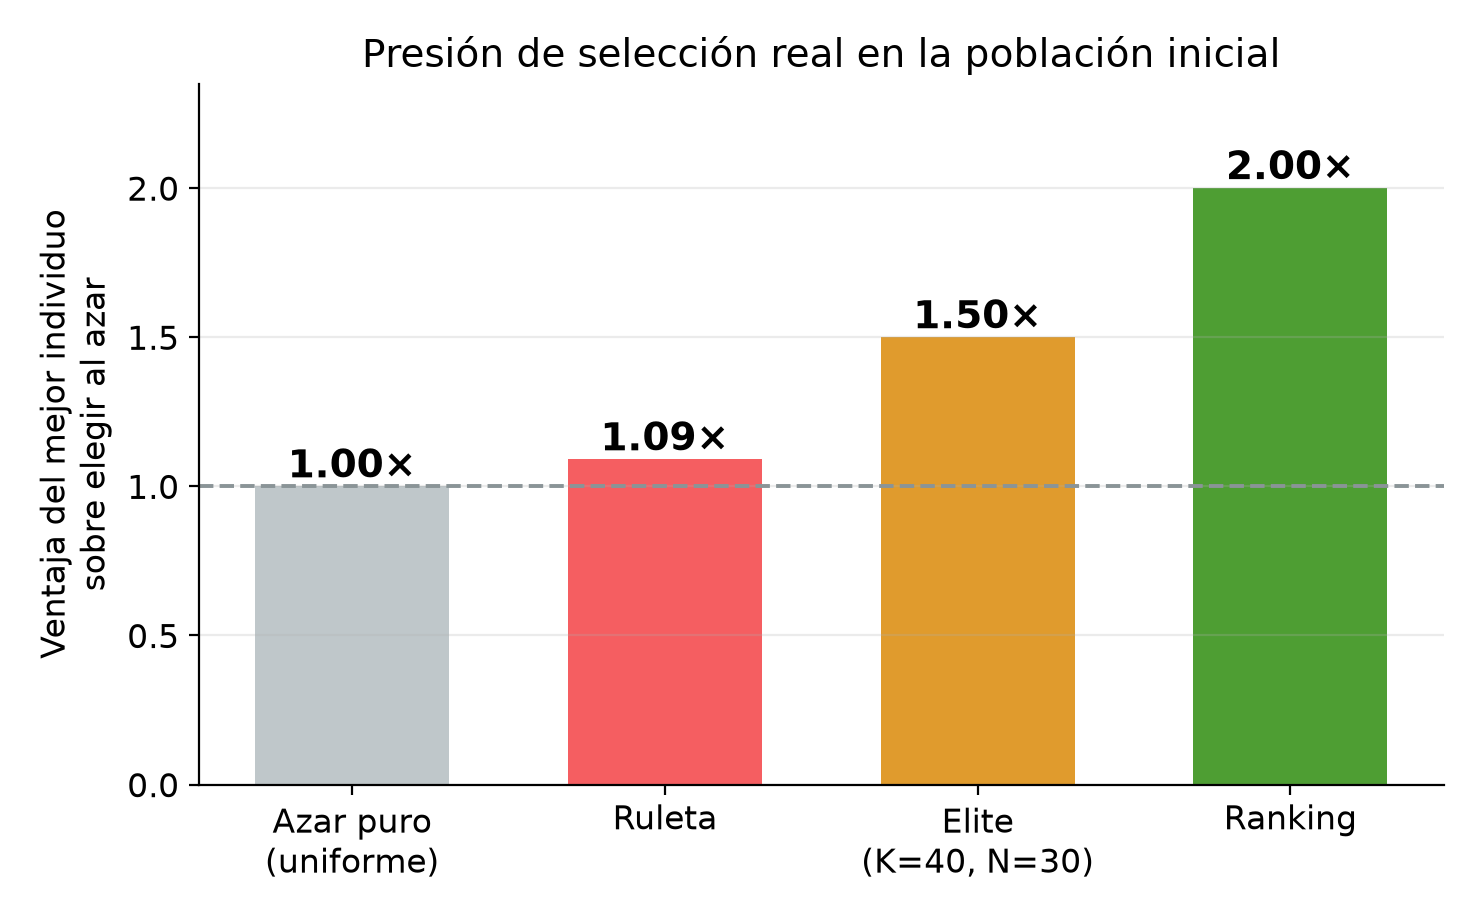 Presión de selección real en la población inicial
Ventaja del mejor individuo
sobre elegir al azar
2.0
1.5
1.0
0.5
0.0
1.00×
1.09×
1.50×
2.00×
Azar puro
(uniforme)
Ruleta
Elite
(K=40, N=30)
Ranking